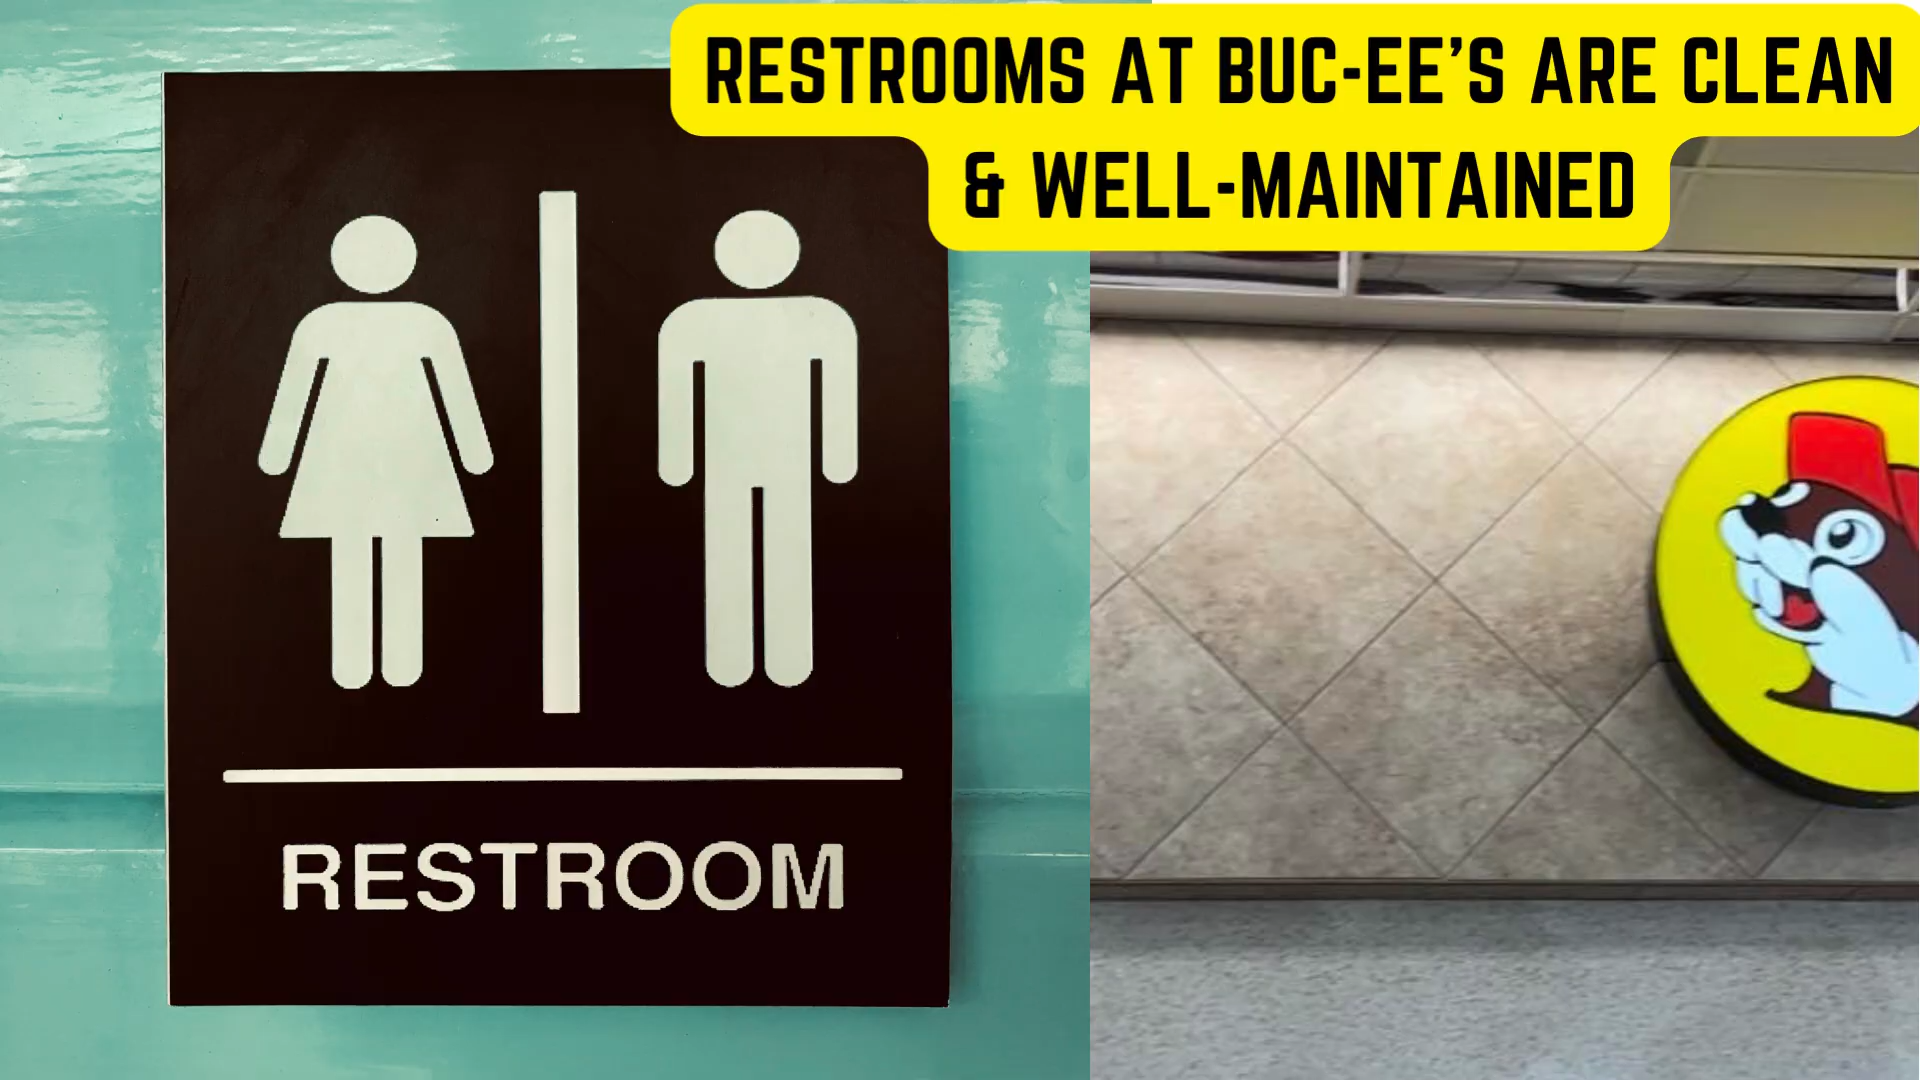 RESTROOMS AT BUC-EE’S ARE CLEAN
& WELL-MAINTAINED
RESTROOM